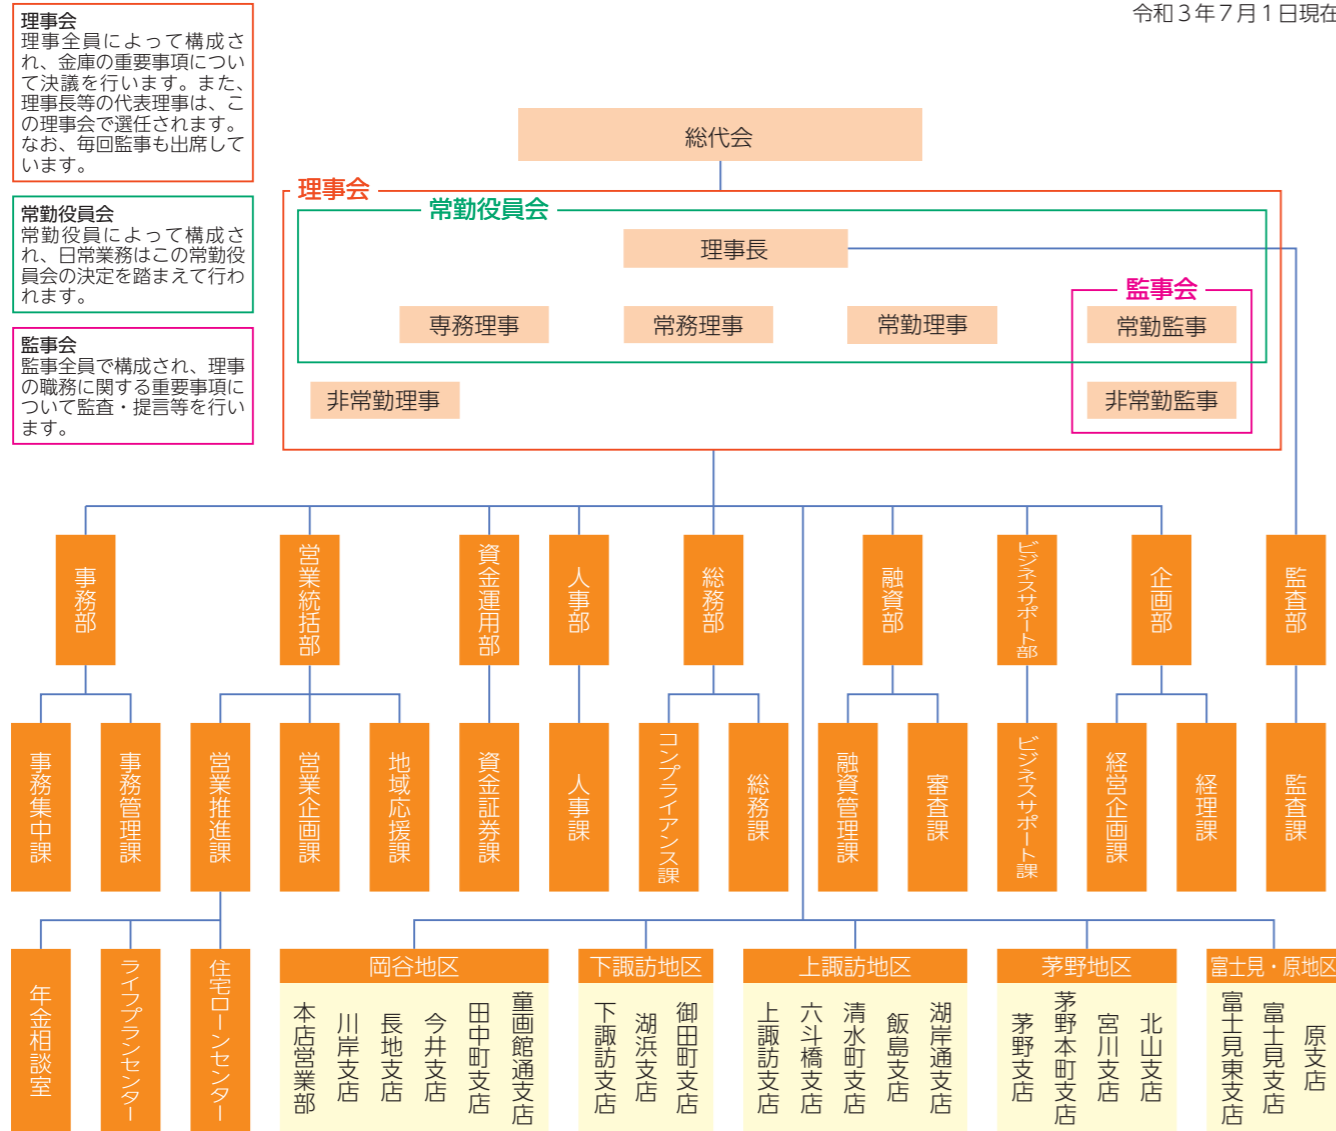 令和3年7月1日現在
理事会
理事全員によって構成さ
れ、金庫の重要事項につい
て決議を行います。また、
理事長等の代表理事は、こ
の理事会で選任されます。
なお、毎回監事も出席して
います。
常勤役員会
常勤役員によって構成さ
れ、日常業務はこの常勤役
員会の決定を踏まえて行わ
れます。
監事会
監事全員で構成され、理事
の職務に関する重要事項に
ついて監査・提言等を行い
ます。
総代会
理事会
常勤役員会
理事長
監事会
専務理事
常務理事
常勤理事
常勤監事
非常勤理事
非常勤監事
事務部
営業統括部
資金運用部
人事部
総務部
融資部
ビジネスサポート部
企画部
監査部
事務集中課
事務管理課
営業推進課
営業企画課
地域応援課
資金証券課
人事課
コンプライアンス課
総務課
融資管理課
審査課
ビジネスサポート課
経営企画課
経理課
監査課
年金相談室
ライフプランセンター
住宅ローンセンター
岡谷地区
本店営業部
川岸支店
長地支店
今井支店
田中町支店
童画館通支店
下諏訪地区
下諏訪支店
湖浜支店
御田町支店
上諏訪地区
上諏訪支店
六斗橋支店
清水町支店
飯島支店
湖岸通支店
茅野地区
茅野支店
茅野本町支店
宮川支店
北山支店
富士見・原地区
富士見東支店
富士見支店
原支店